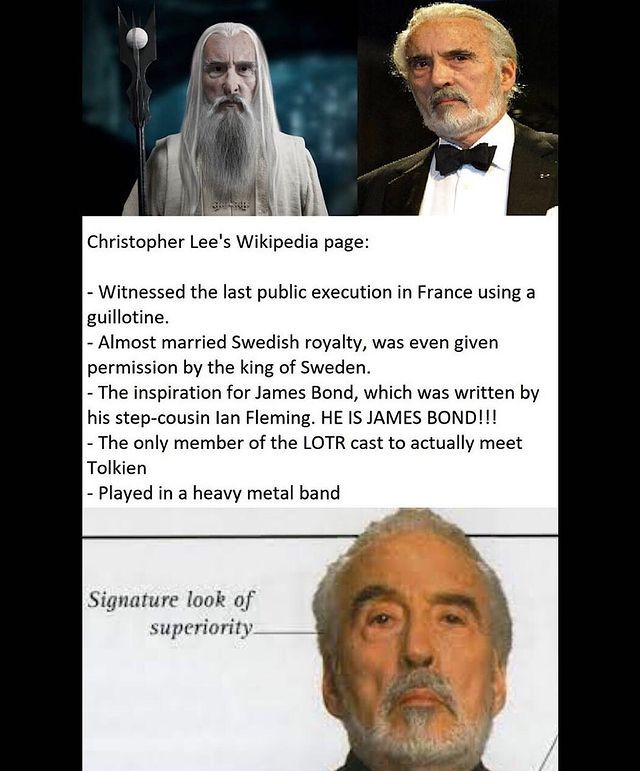 Christopher Lee's Wikipedia page:
- Witnessed the last public execution in France using a
guillotine.
- Almost married Swedish royalty, was even given
permission by the king of Sweden.
- The inspiration for James Bond, which was written by
his step-cousin Ian Fleming. HE IS JAMES BOND!!!
- The only member of the LOTR cast to actually meet
Tolkien
- Played in a heavy metal band
Signature look of
superiority